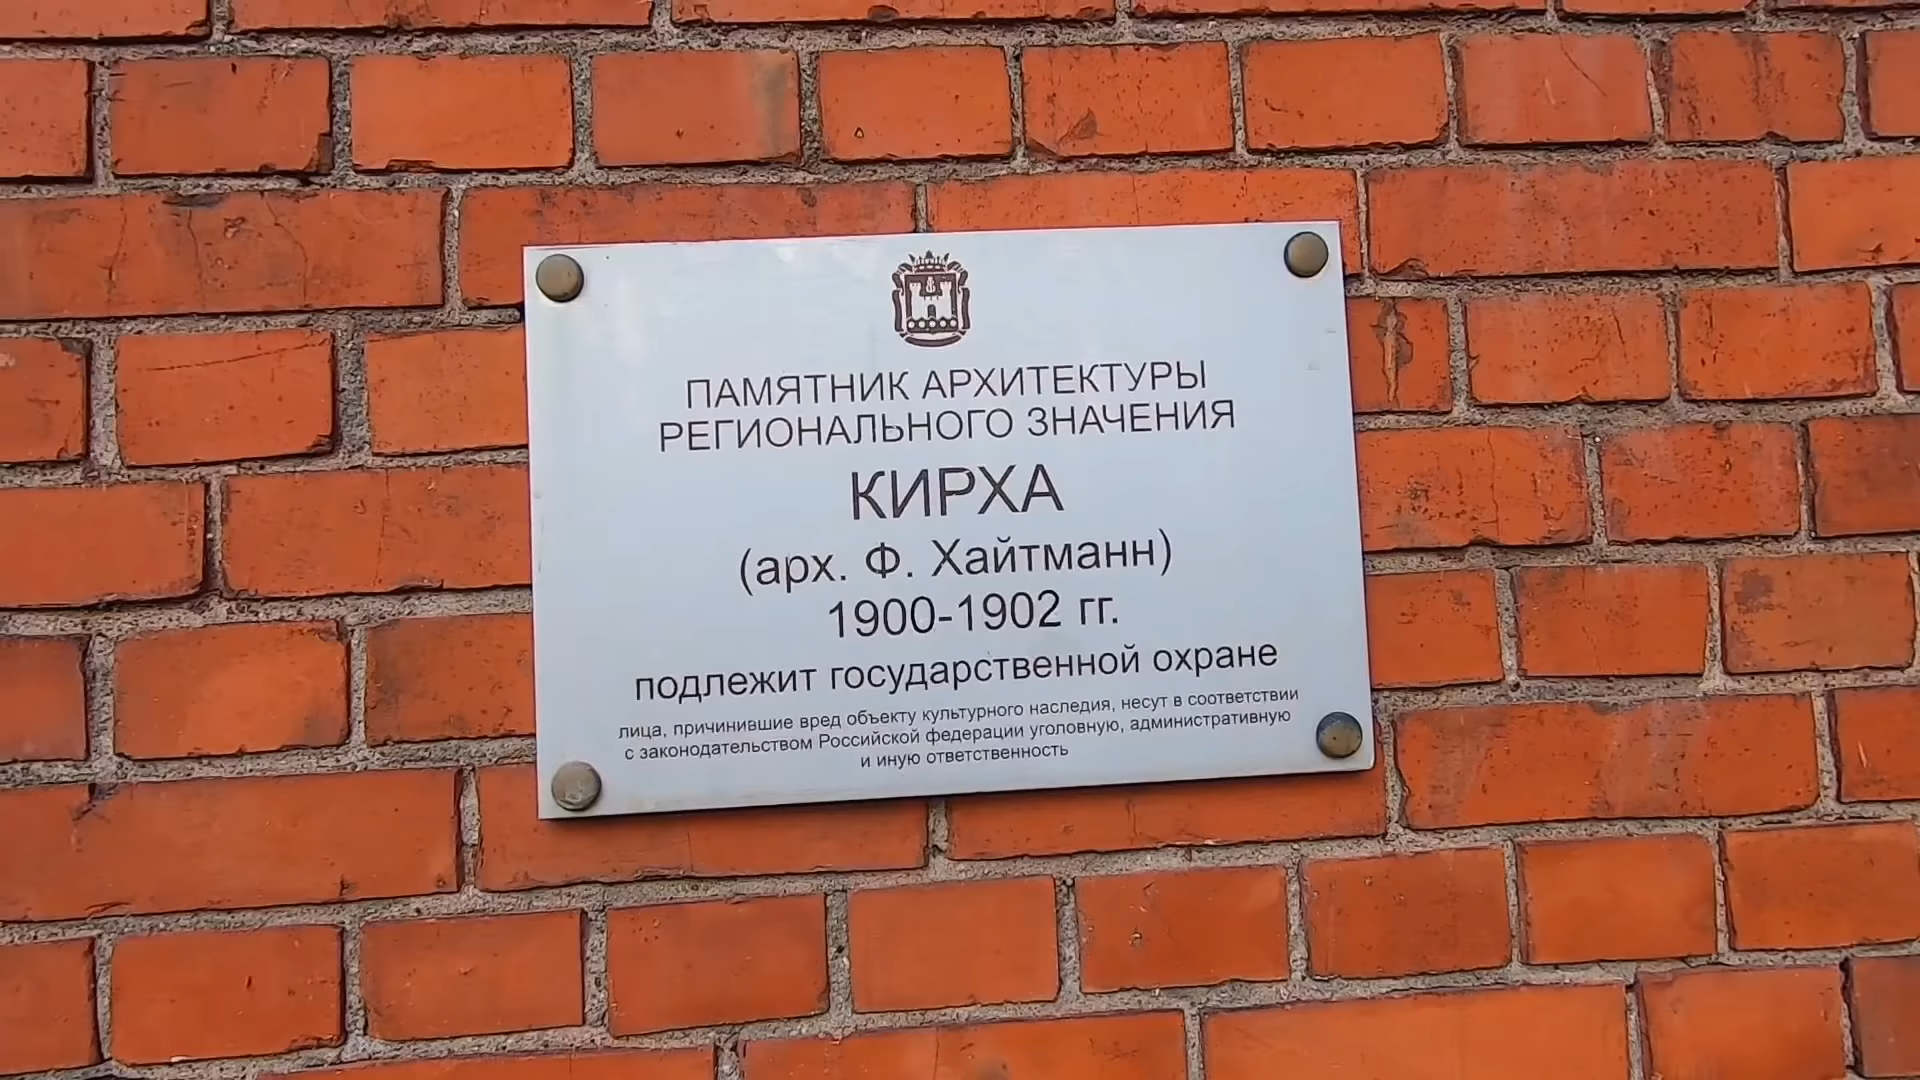 ПАМЯТНИК АРХИТЕКТУРЫ
РЕГИОНАЛЬНОГО ЗНАЧЕНИЯ
КИРХА
(арх. Ф. Хайтманн)
1900-1902 гг.
подлежит государственной охране
лица, причинившие вред объекту культурного наследия, несут в соответствии
с законодательством Российской федерации уголовную, административную
и иную ответственность